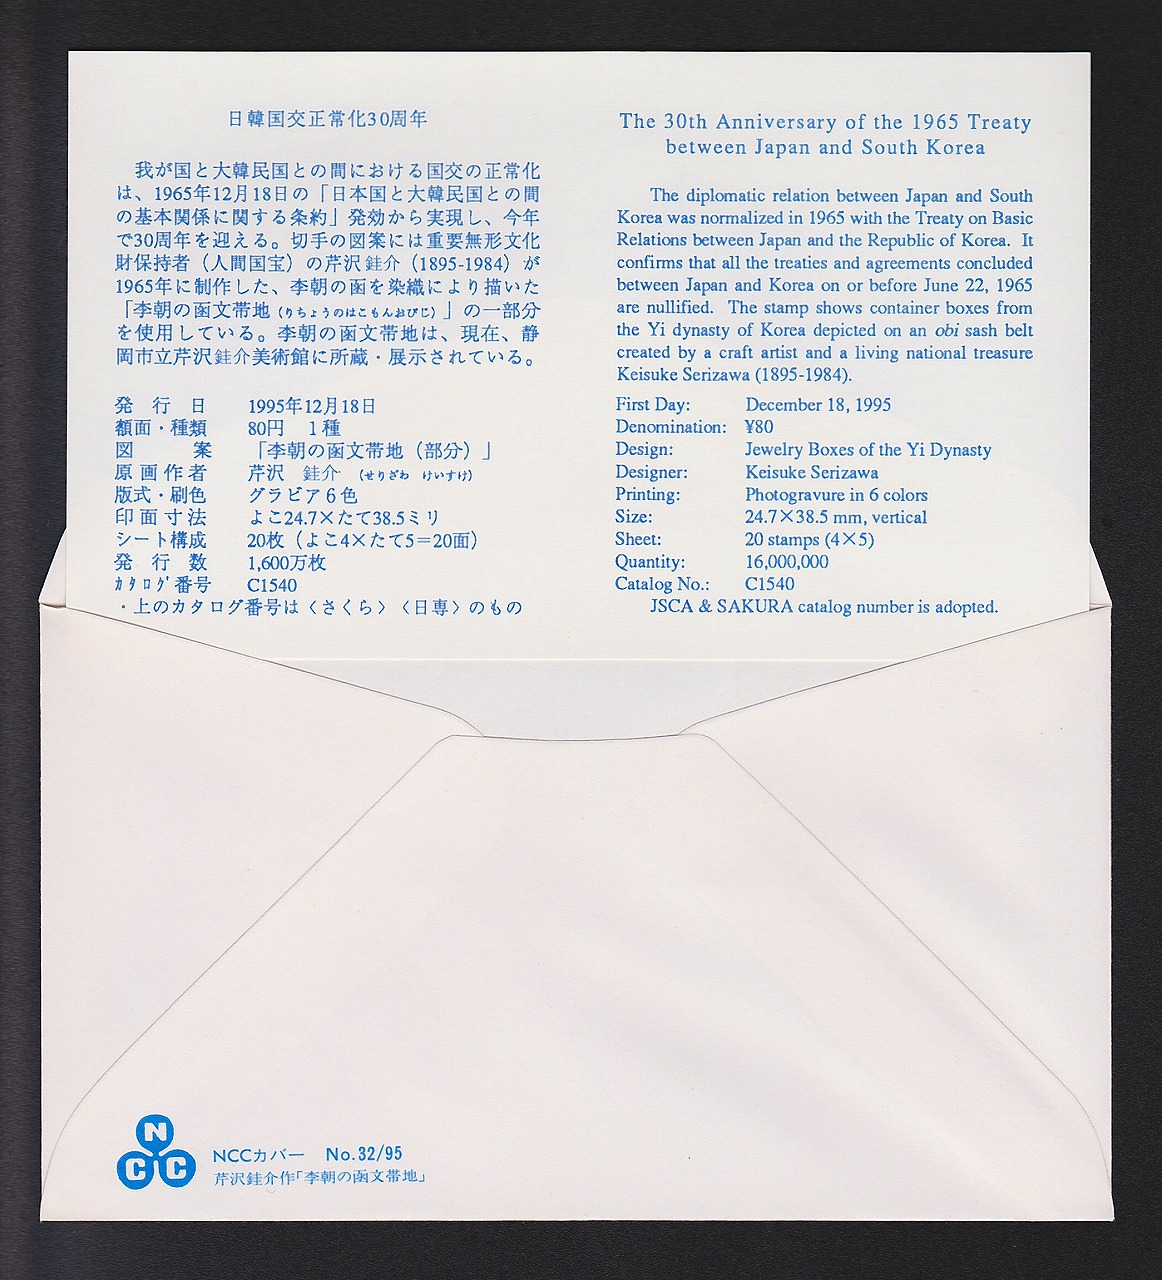 日韓国交正常化30周年
我が国と大韓民国との間における国交の正常化
は、1965年12月18日の「日本国と大韓民国との間
の基本関係に関する条約」発効から実現し、今年
で30周年を迎える。切手の図案には重要無形文化
財保持者（人間国宝）の芹沢銈介（1895-1984）が
1965年に制作した、李朝の函を染織により描いた
「李朝の函文帯地（りちょうのはこもんおびじ）」の一部分
を使用している。李朝の函文帯地は、現在、静
岡市立芹沢銈介美術館に所蔵・展示されている。
発行日 1995年12月18日
額面・種類 80円 1種
図案 「李朝の函文帯地（部分）」
原画作者 芹沢 銈介 （せりざわ けいすけ）
版式・刷色 グラビア6色
印面寸法 よこ24.7×たて38.5ミリ
シート構成 20枚（よこ4×たて5＝20面）
発行数 1,600万枚
ｶﾀﾛｸﾞ番号 C1540
・上のカタログ番号は〈さくら〉〈日専〉のもの
The 30th Anniversary of the 1965 Treaty
between Japan and South Korea
The diplomatic relation between Japan and South
Korea was normalized in 1965 with the Treaty on Basic
Relations between Japan and the Republic of Korea. It
confirms that all the treaties and agreements concluded
between Japan and Korea on or before June 22, 1965
are nullified. The stamp shows container boxes from
the Yi dynasty of Korea depicted on an obi sash belt
created by a craft artist and a living national treasure
Keisuke Serizawa (1895-1984).
First Day: December 18, 1995
Denomination: ¥80
Design: Jewelry Boxes of the Yi Dynasty
Designer: Keisuke Serizawa
Printing: Photogravure in 6 colors
Size: 24.7×38.5 mm, vertical
Sheet: 20 stamps (4×5)
Quantity: 16,000,000
Catalog No.: C1540
JSCA & SAKURA catalog number is adopted.
N
C C
NCCカバー No.32/95
芹沢銈介作「李朝の函文帯地」